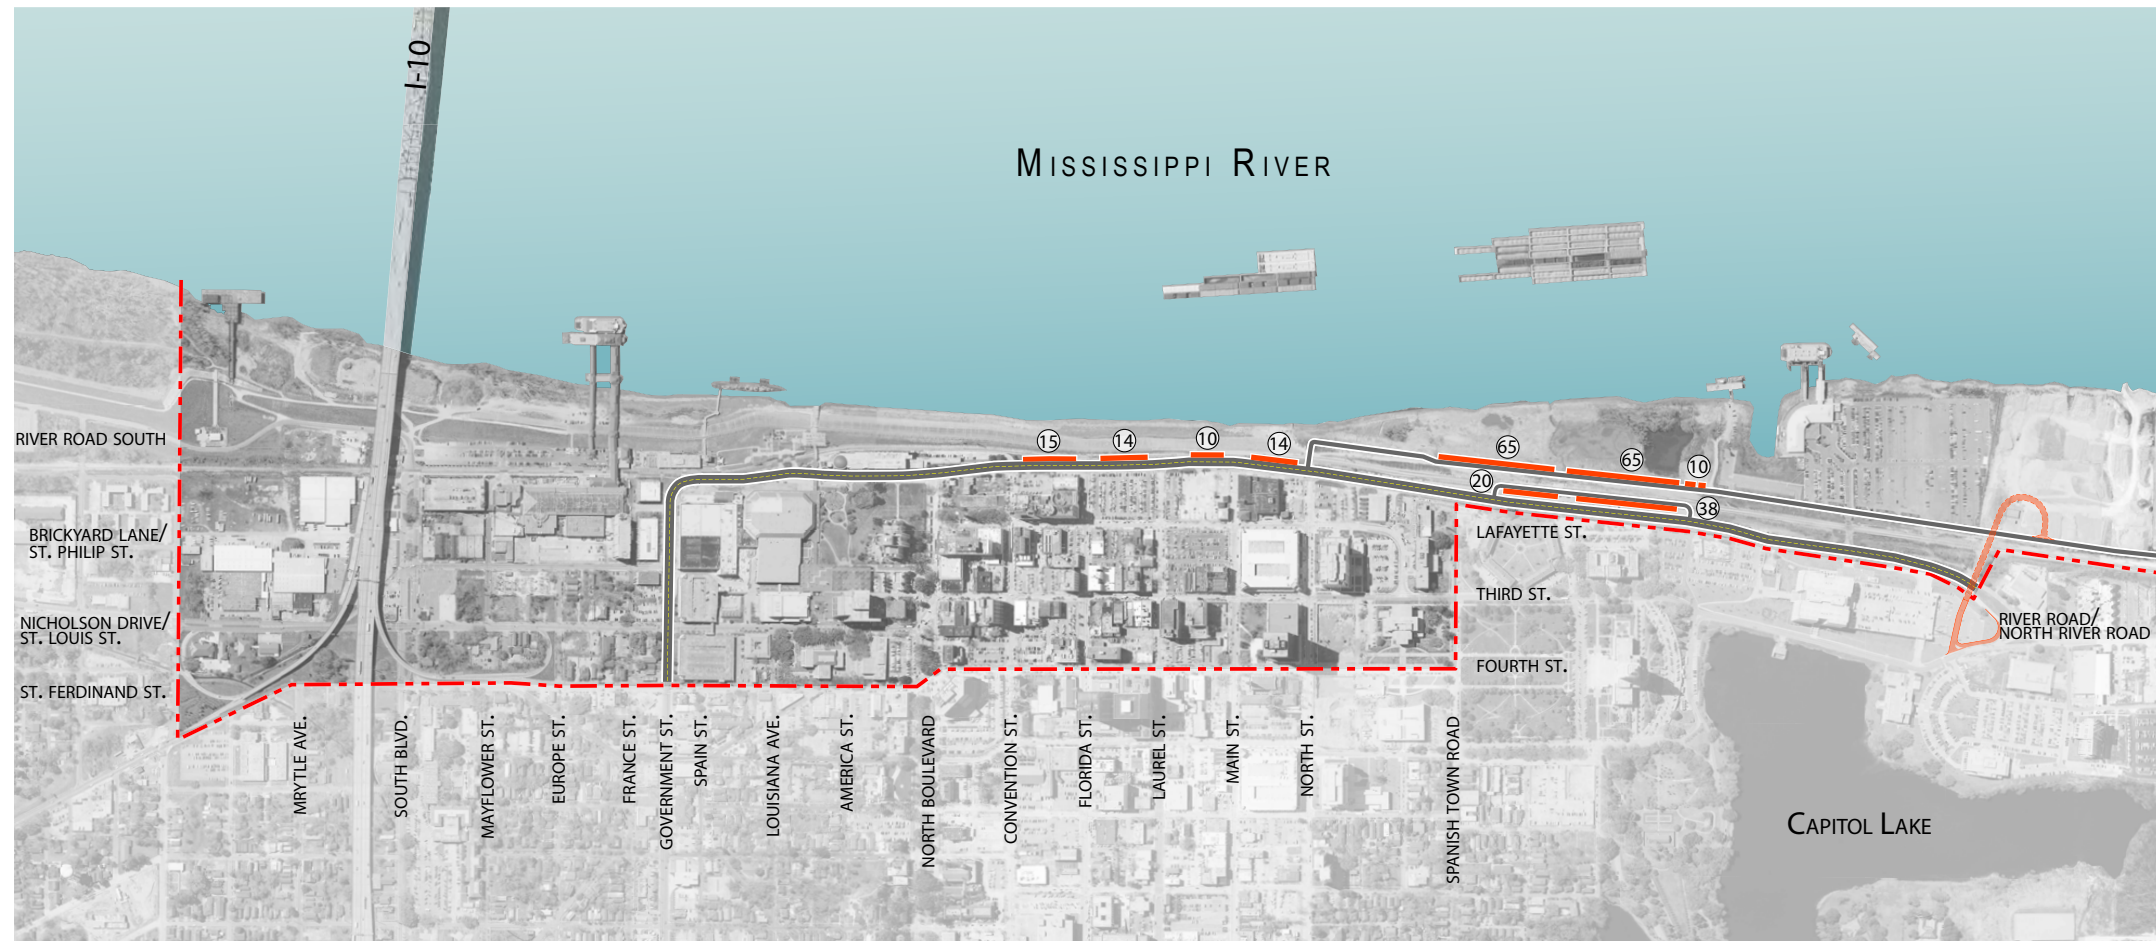 I-10
MISSISSIPPI RIVER
RIVER ROAD SOUTH
15
14
10
14
65
65
10
20
38
BRICKYARD LANE/
ST. PHILIP ST.
LAFAYETTE ST.
THIRD ST.
NICHOLSON DRIVE/
ST. LOUIS ST.
RIVER ROAD/
NORTH RIVER ROAD
FOURTH ST.
ST. FERDINAND ST.
MRYTLE AVE.
SOUTH BLVD.
MAYFLOWER ST.
EUROPE ST.
FRANCE ST.
GOVERNMENT ST.
SPAIN ST.
LOUISIANA AVE.
AMERICA ST.
NORTH BOULEVARD
CONVENTION ST.
FLORIDA ST.
LAUREL ST.
MAIN ST.
NORTH ST.
SPANISH TOWN ROAD
CAPITOL LAKE